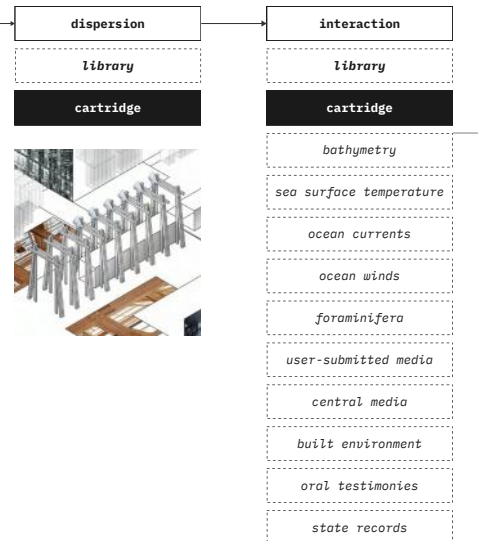 dispersion
library
cartridge
interaction
library
cartridge
bathymetry
sea surface temperature
ocean currents
ocean winds
foraminifera
user-submitted media
central media
built environment
oral testimonies
state records